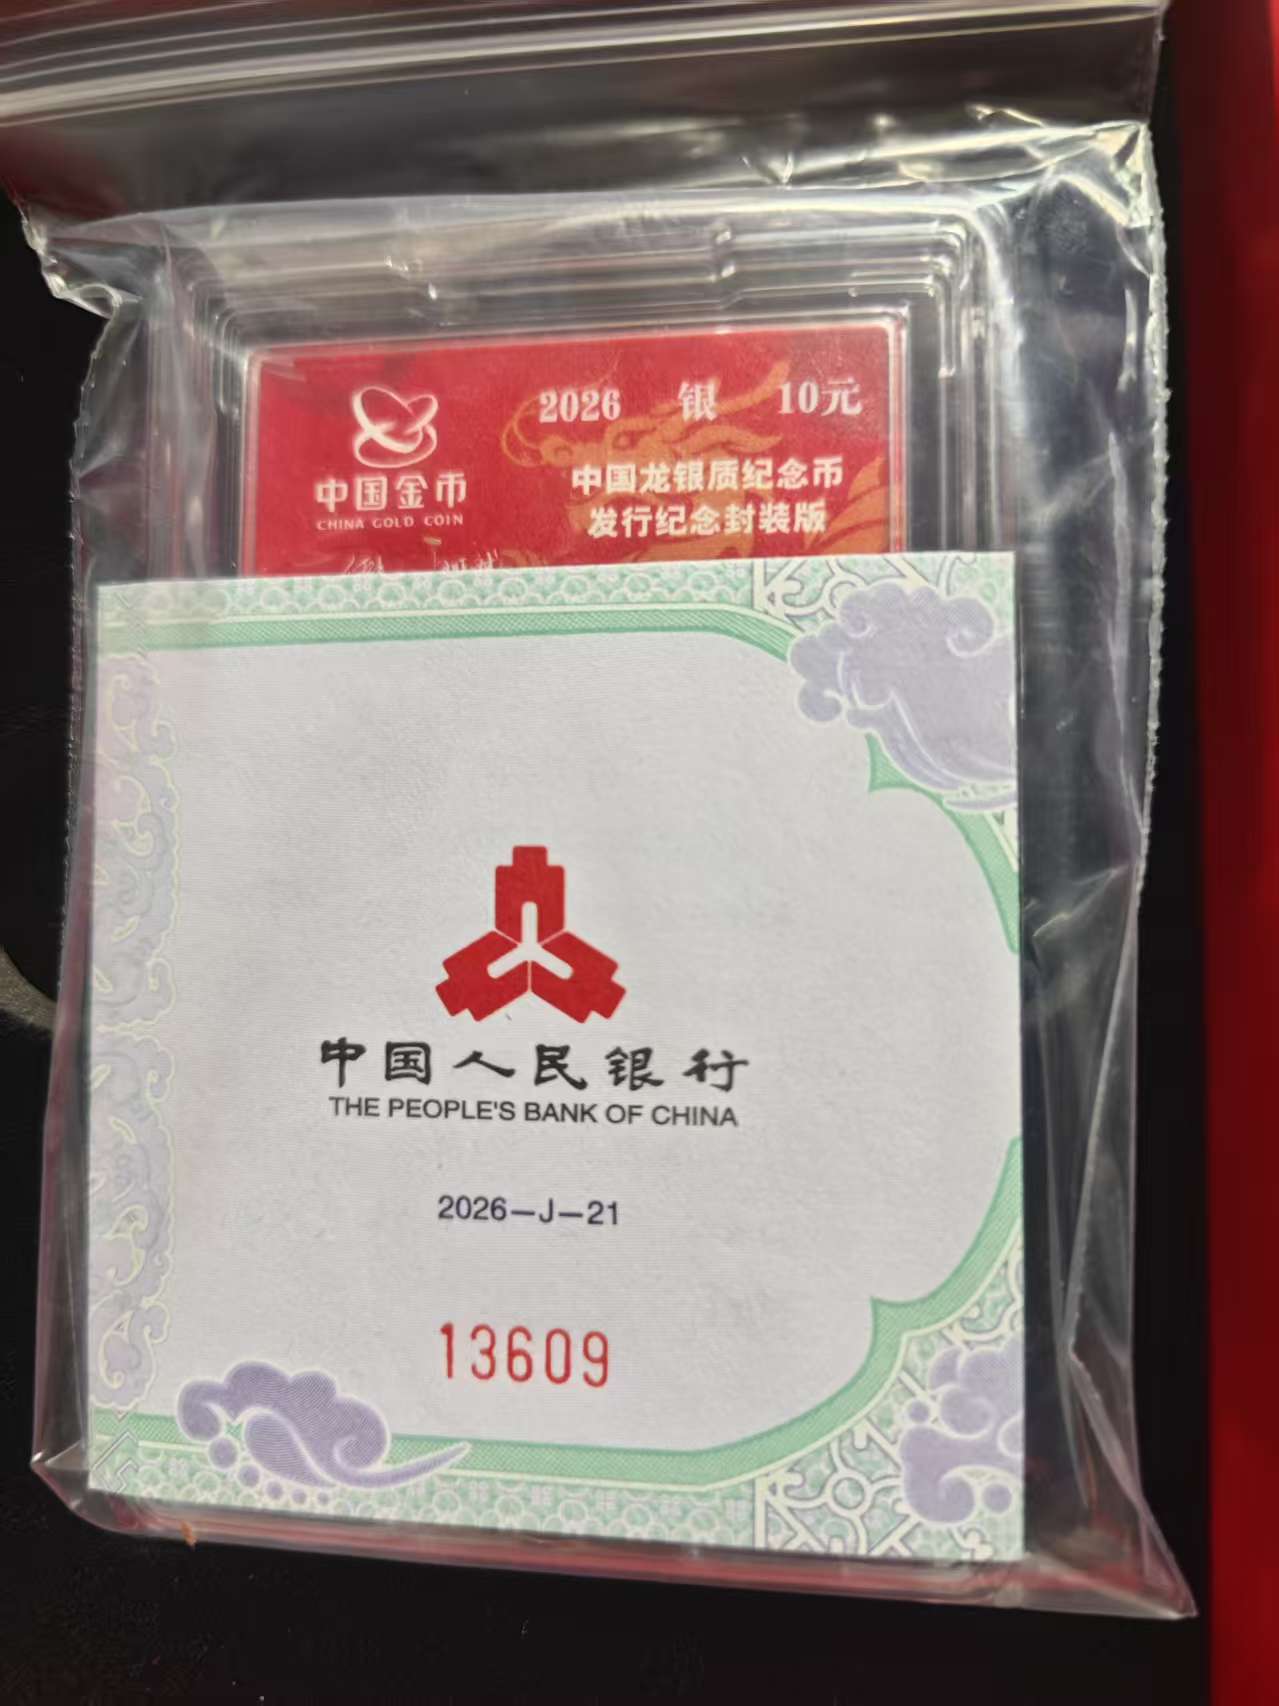 中国金币
CHINA GOLD COIN
2026 银 10元
中国龙银质纪念币
发行纪念封装版
中国人民银行
THE PEOPLE'S BANK OF CHINA
2026—J—21
13609